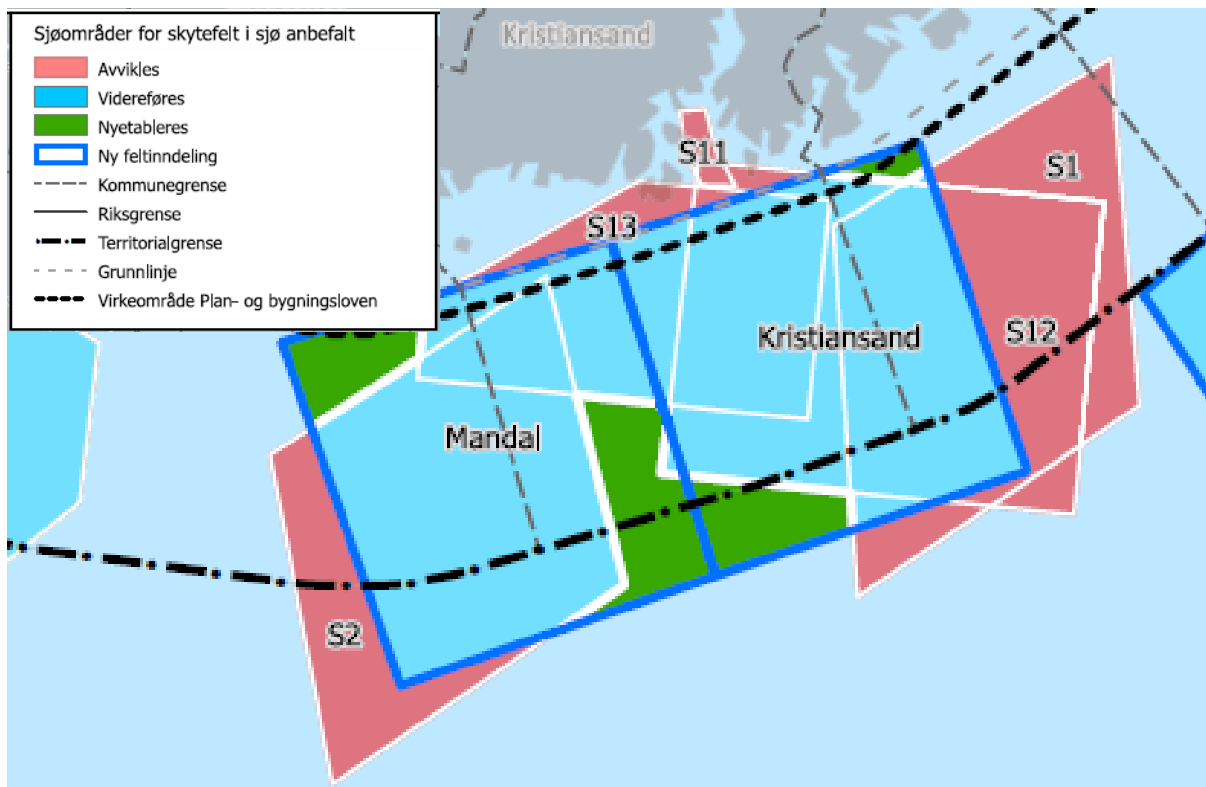 Sjøområder for skytefelt i sjø anbefalt
Avvikles
Videreføres
Nyetableres
Ny feltinndeling
Kommunegrense
Riksgrense
Territorialgrense
Grunnlinje
Virkeområde Plan- og bygningsloven
Kristiansand
S11
S1
S13
S12
Kristiansand
Mandal
S2